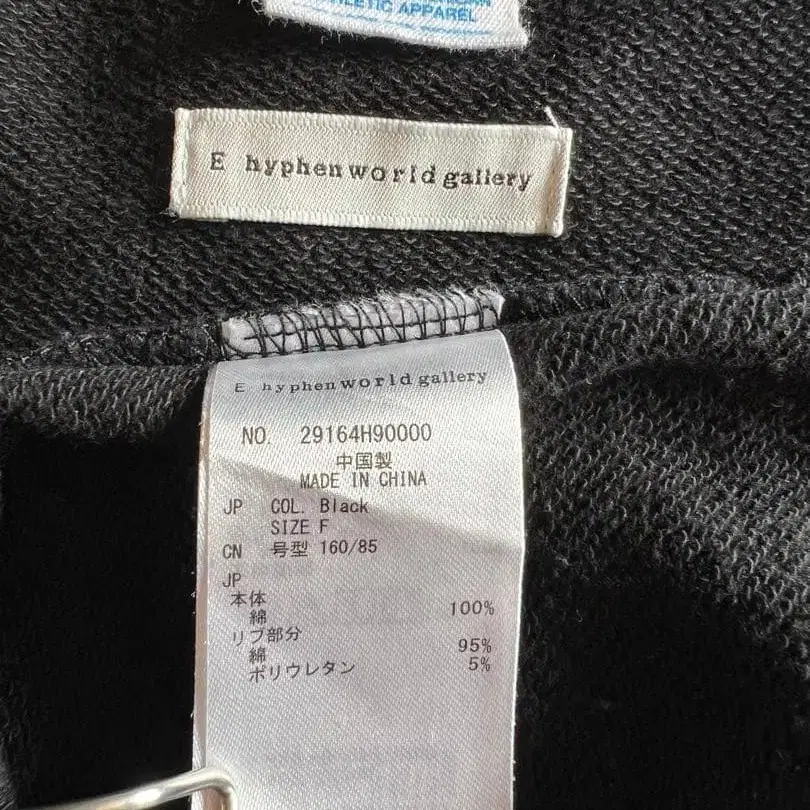 ATHLETIC APPAREL
E hyphen world gallery
E hyphen world gallery
NO. 29164H90000
中国製
MADE IN CHINA
JP COL. Black
SIZE F
CN 号型 160/85
JP
本体
綿 100%
リブ部分
綿 95%
ポリウレタン 5%